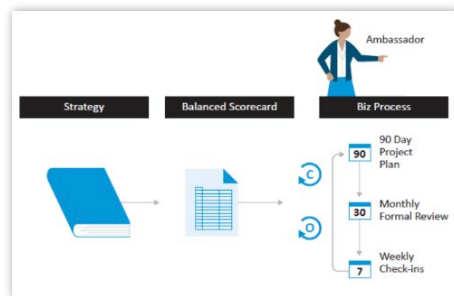 Ambassador
Strategy
Balanced Scorecard
Biz Process
C
O
90
90 Day
Project
Plan
30
Monthly
Formal Review
7
Weekly
Check-ins